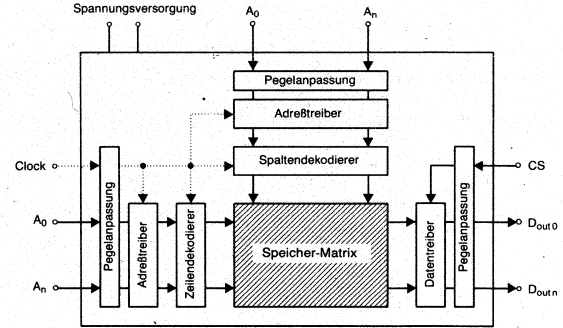 Spannungsversorgung
A0
An
Pegelanpassung
Adreßtreiber
Spaltendekodierer
Clock
CS
A0
An
Pegelanpassung
Adreßtreiber
Zeilendekodierer
Speicher-Matrix
Datentreiber
Pegelanpassung
Dout 0
Dout n